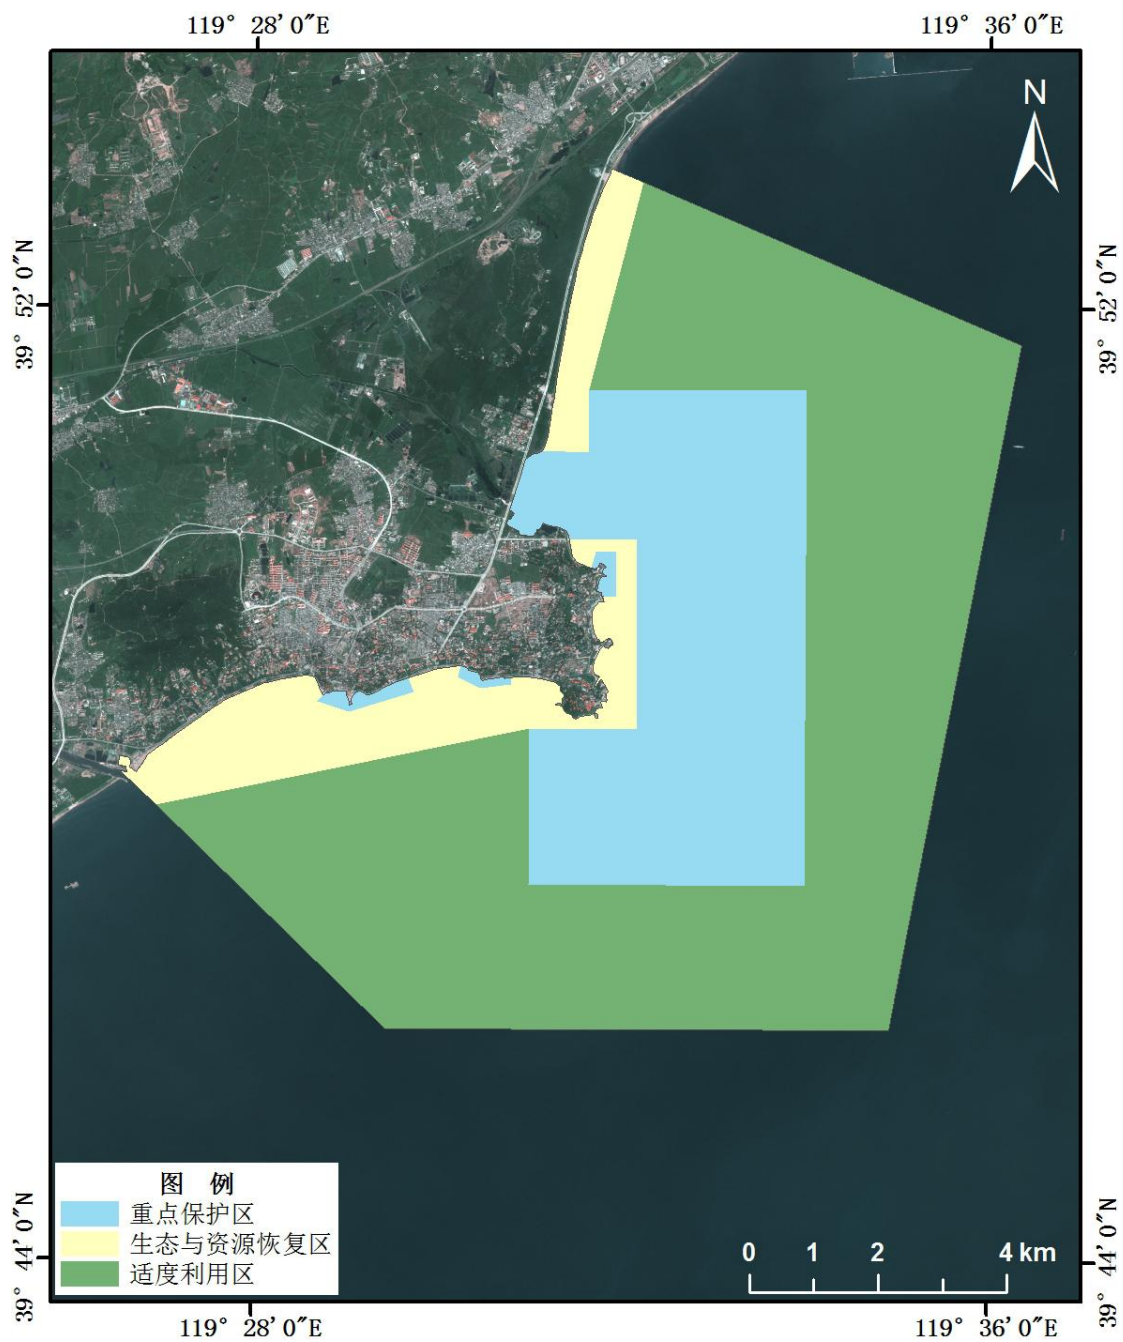 119° 28′ 0″E
119° 36′ 0″E
N
39° 52′ 0″N
39° 52′ 0″N
图 例
重点保护区
生态与资源恢复区
适度利用区
0 1 2 4 km
39° 44′ 0″N
39° 44′ 0″N
119° 28′ 0″E
119° 36′ 0″E